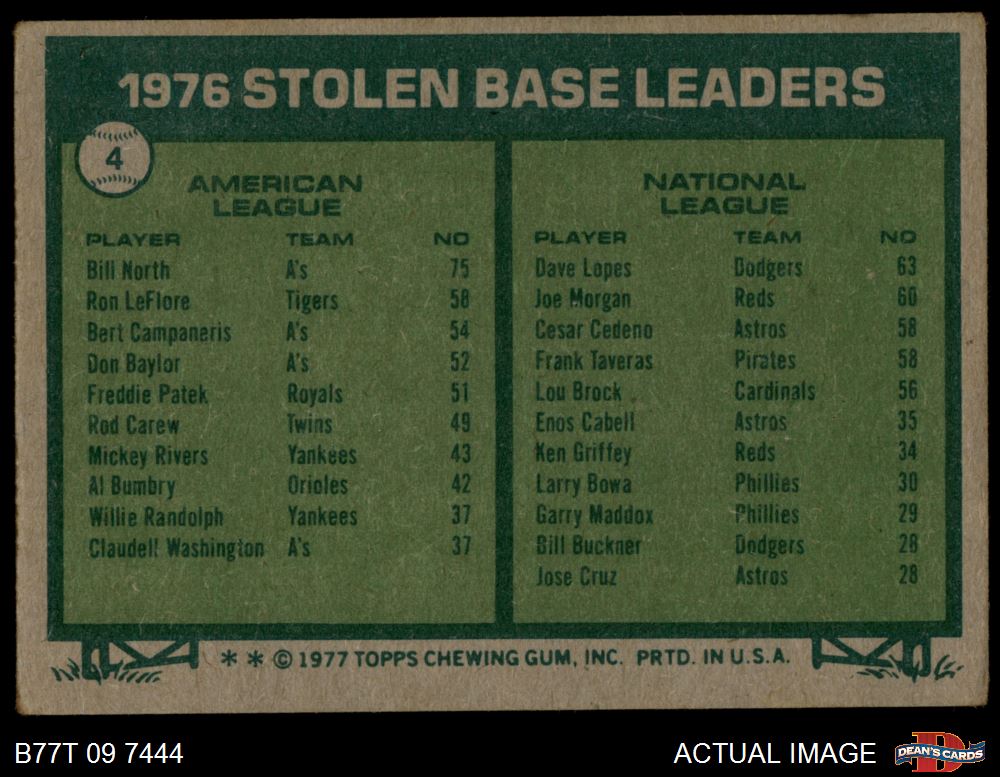 1976 STOLEN BASE LEADERS
4
AMERICAN
LEAGUE
PLAYER TEAM NO
Bill North A's 75
Ron LeFlore Tigers 58
Bert Campaneris A's 54
Don Baylor A's 52
Freddie Patek Royals 51
Rod Carew Twins 49
Mickey Rivers Yankees 43
Al Bumbry Orioles 42
Willie Randolph Yankees 37
Claudell Washington A's 37
NATIONAL
LEAGUE
PLAYER TEAM NO
Dave Lopes Dodgers 63
Joe Morgan Reds 60
Cesar Cedeno Astros 58
Frank Taveras Pirates 58
Lou Brock Cardinals 56
Enos Cabell Astros 35
Ken Griffey Reds 34
Larry Bowa Phillies 30
Garry Maddox Phillies 29
Bill Buckner Dodgers 28
Jose Cruz Astros 28
* * © 1977 TOPPS CHEWING GUM, INC. PRTD. IN U.S.A.
B77T 09 7444 ACTUAL IMAGE
D
DEAN'S CARDS